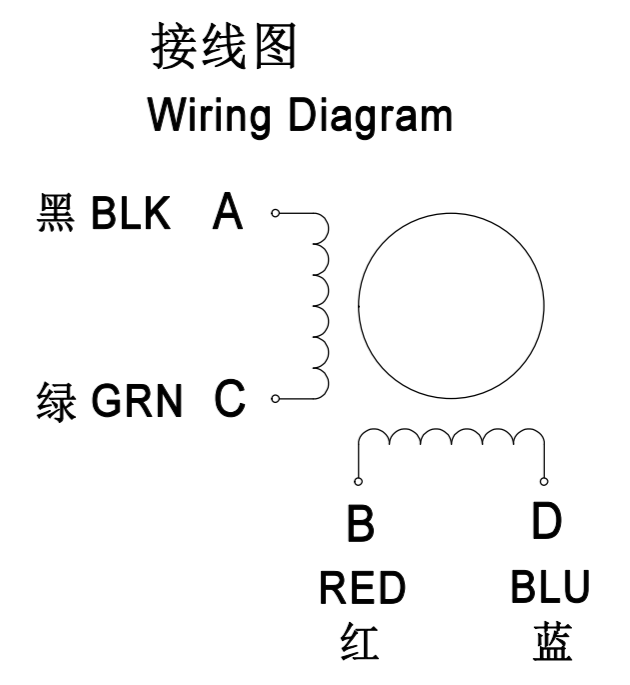 接线图
Wiring Diagram
黑 BLK A
绿 GRN C
B D
RED BLU
红 蓝